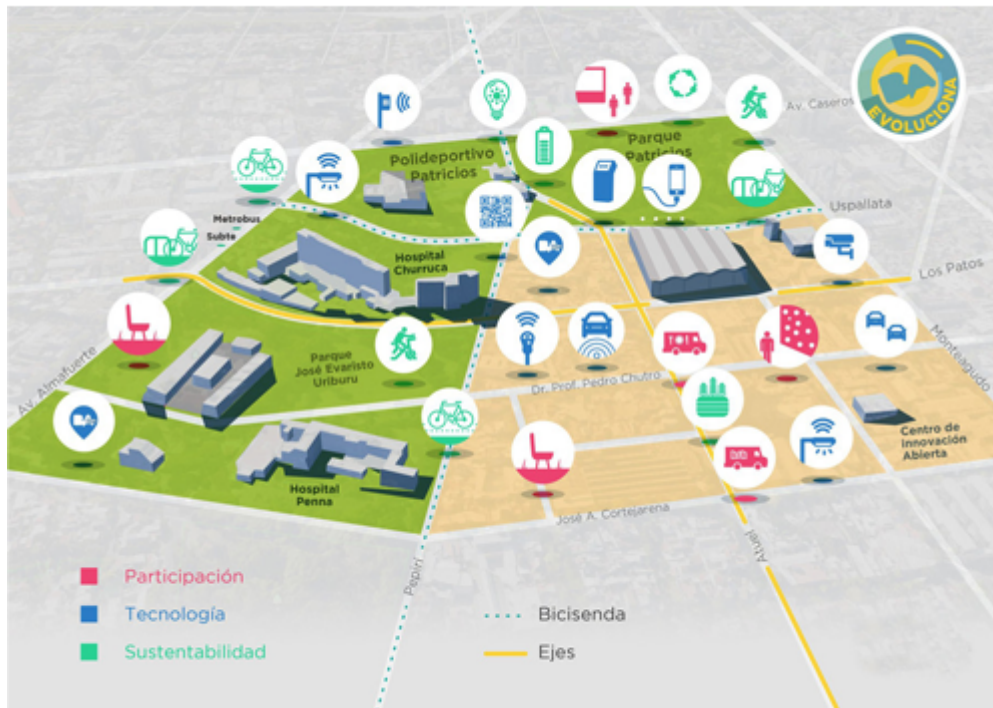 BA
EVOLUCIONA
Av. Caseros
Polideportivo
Patricios
Parque
Patricios
Uspallata
Metrobus
Subte
Hospital
Churruca
Los Patos
Av. Almafuerte
Parque
José Evaristo
Uriburu
Dr. Prof. Pedro Chutro
Monteagudo
Centro de
Innovación
Abierta
Hospital
Penna
José A. Cortejarena
Pepirí
Atuel
Participación
Tecnología
Sustentabilidad
Bicisenda
Ejes